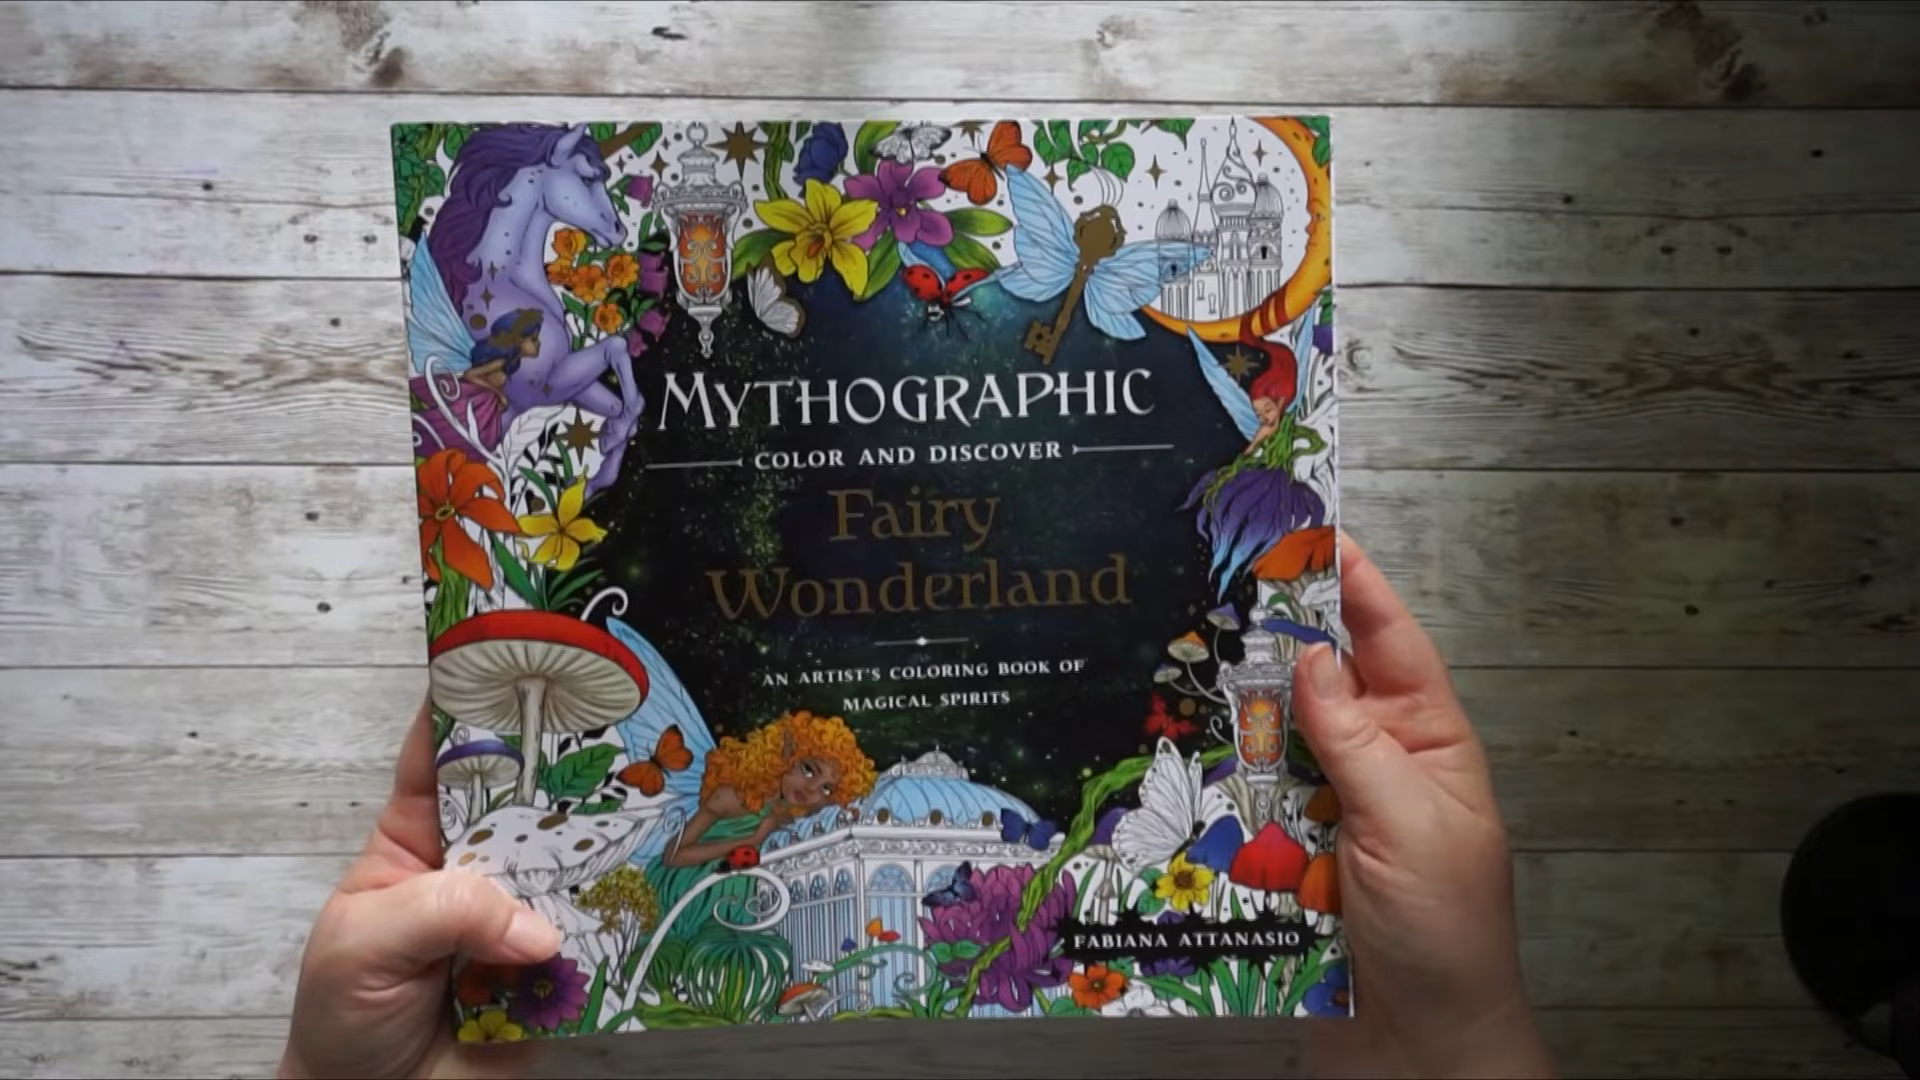 MYTHOGRAPHIC
COLOR AND DISCOVER
Fairy
Wonderland
AN ARTIST'S COLORING BOOK OF
MAGICAL SPIRITS
FABIANA ATTANASIO